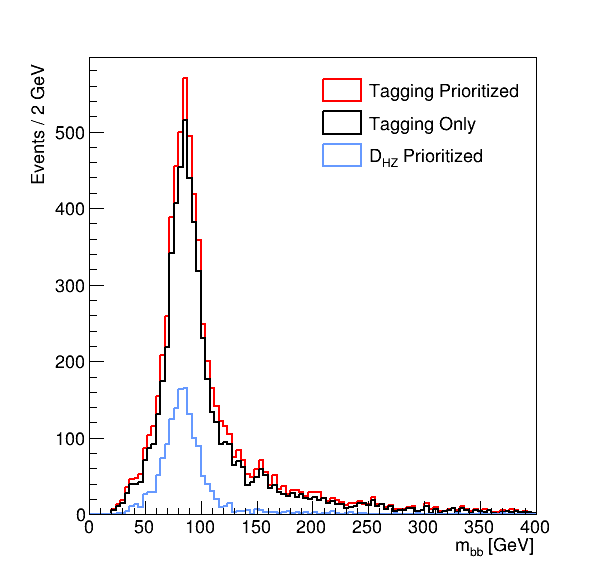 Events / 2 GeV
Tagging Prioritized
Tagging Only
D_HZ Prioritized
500
400
300
200
100
0
0 50 100 150 200 250 300 350 400
m_bb [GeV]